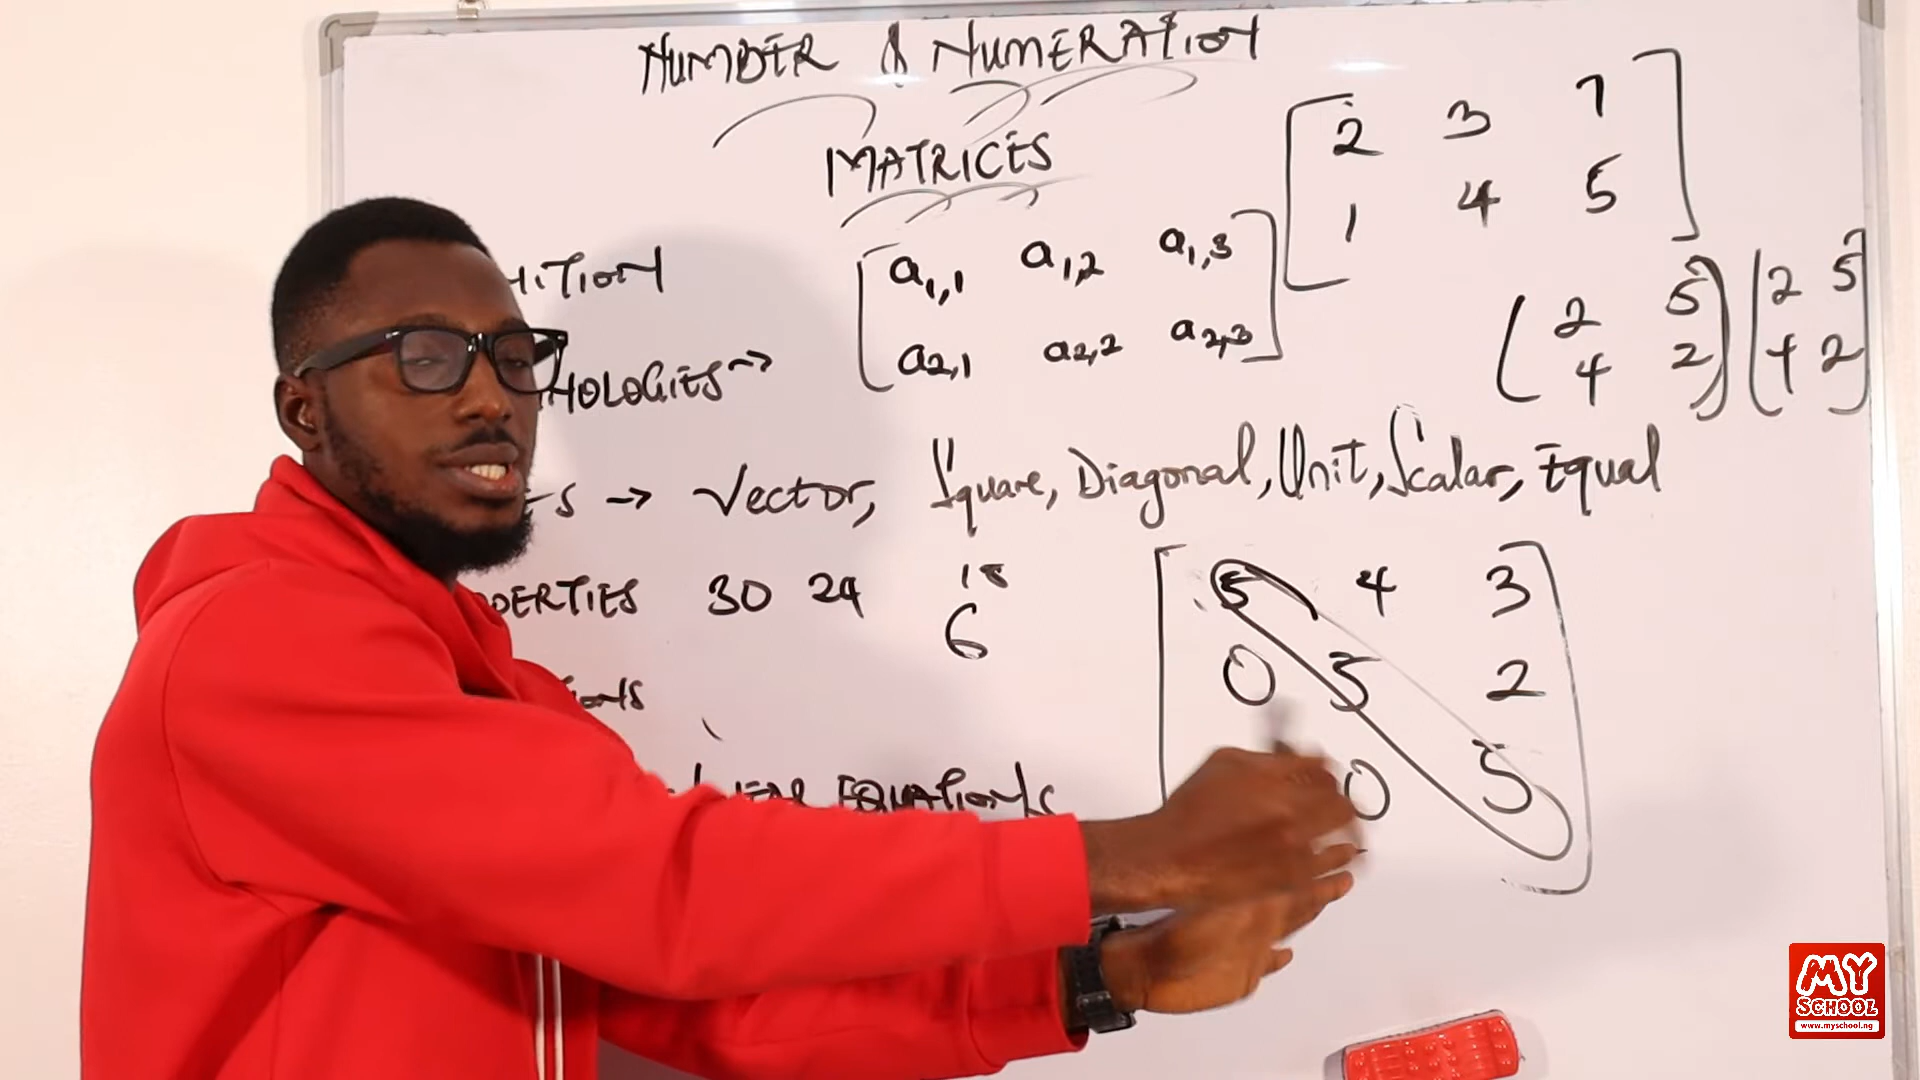 NUMBER & NUMERATION
MATRICES
2 3 7
1 4 5
a1,1 a1,2 a1,3
a2,1 a2,2 a2,3
2 5
4 2
2 5
4 2
Vector, Square, Diagonal, Unit, Scalar, Equal
30 24 18
6
5 4 3
0 5 2
0 5
EQUATIONS
MY
SCHOOL
www.myschool.ng